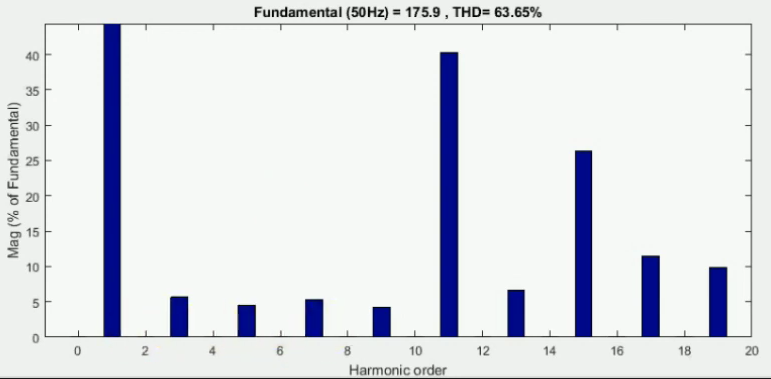 Fundamental (50Hz) = 175.9 , THD= 63.65%
Mag (% of Fundamental)
40
35
30
25
20
15
10
5
0
0 2 4 6 8 10 12 14 16 18 20
Harmonic order